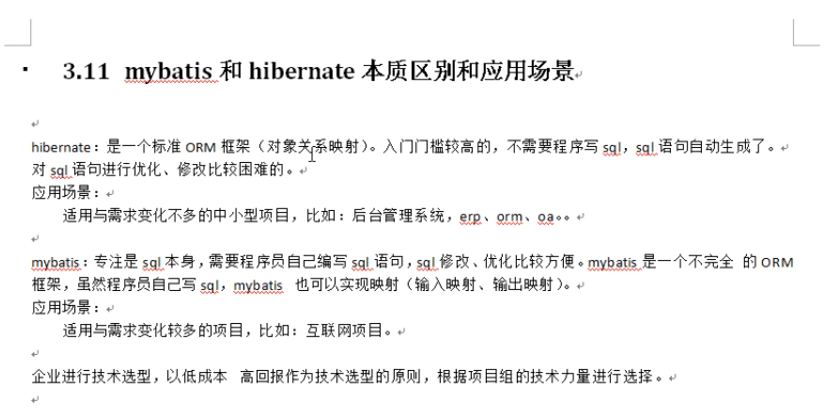 3.11 mybatis 和 hibernate 本质区别和应用场景
hibernate：是一个标准 ORM 框架（对象关系映射）。入门门槛较高的，不需要程序写 sql，sql 语句自动生成了。
对 sql 语句进行优化、修改比较困难的。
应用场景：
适用与需求变化不多的中小型项目，比如：后台管理系统，erp、orm、oa。。
mybatis：专注是 sql 本身，需要程序员自己编写 sql 语句，sql 修改、优化比较方便。mybatis 是一个不完全 的 ORM
框架，虽然程序员自己写 sql，mybatis 也可以实现映射（输入映射、输出映射）。
应用场景：
适用与需求变化较多的项目，比如：互联网项目。
企业进行技术选型，以低成本 高回报作为技术选型的原则，根据项目组的技术力量进行选择。